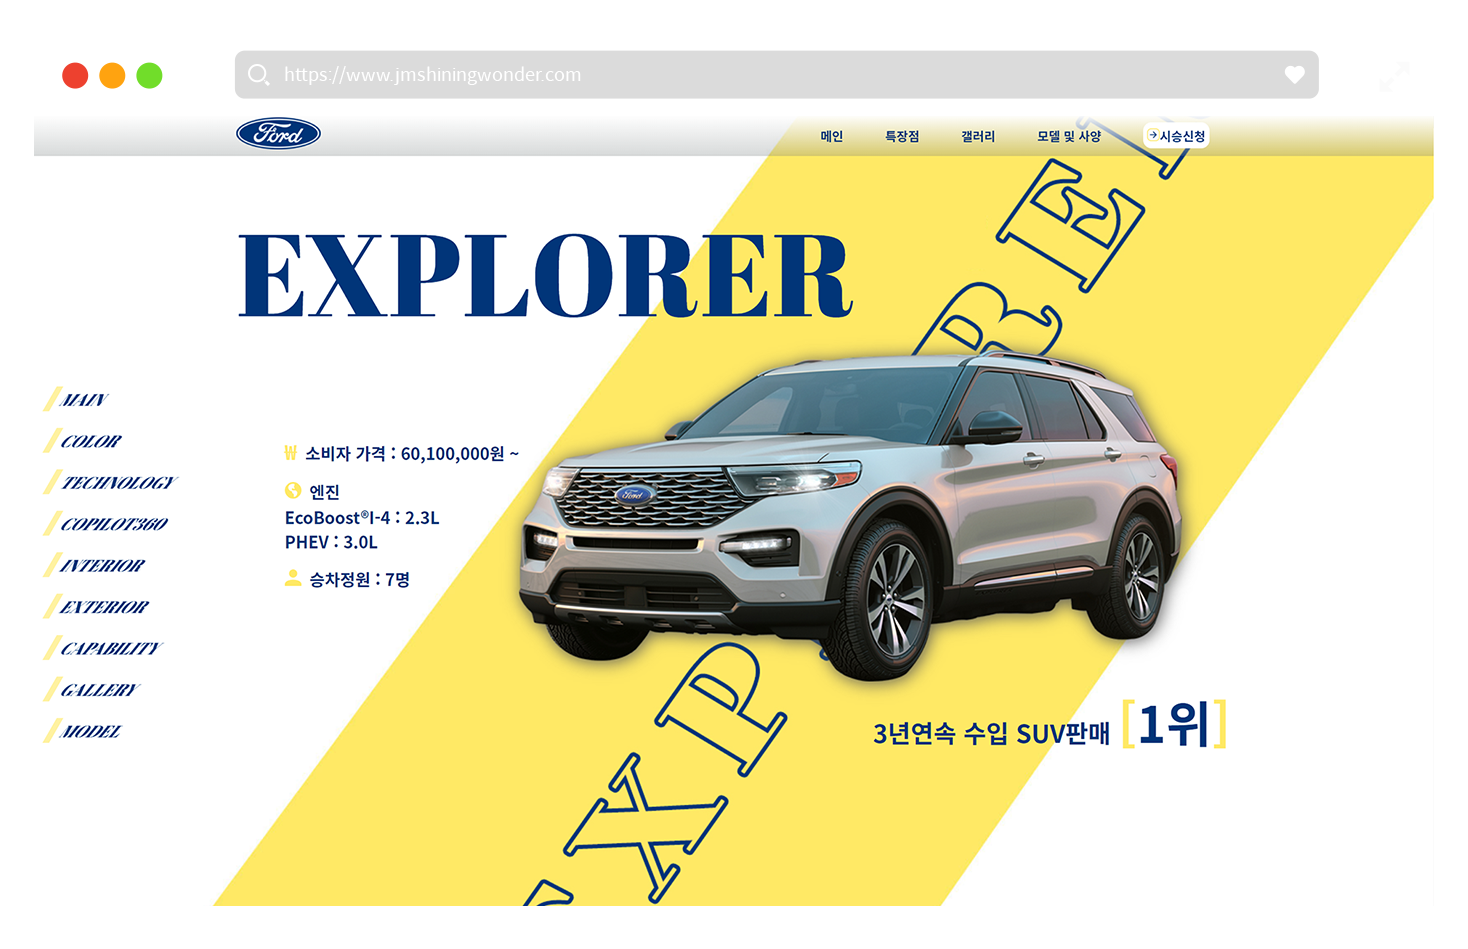 https://www.jmshiningwonder.com
Ford
메인
특장점
갤러리
모델 및 사양
시승신청
EXPLORER
MAIN
COLOR
TECHNOLOGY
COPILOT360
INTERIOR
EXTERIOR
CAPABILITY
GALLERY
MODEL
₩ 소비자 가격 : 60,100,000원 ~
엔진
EcoBoost®I-4 : 2.3L
PHEV : 3.0L
승차정원 : 7명
Ford
3년연속 수입 SUV판매 [1위]